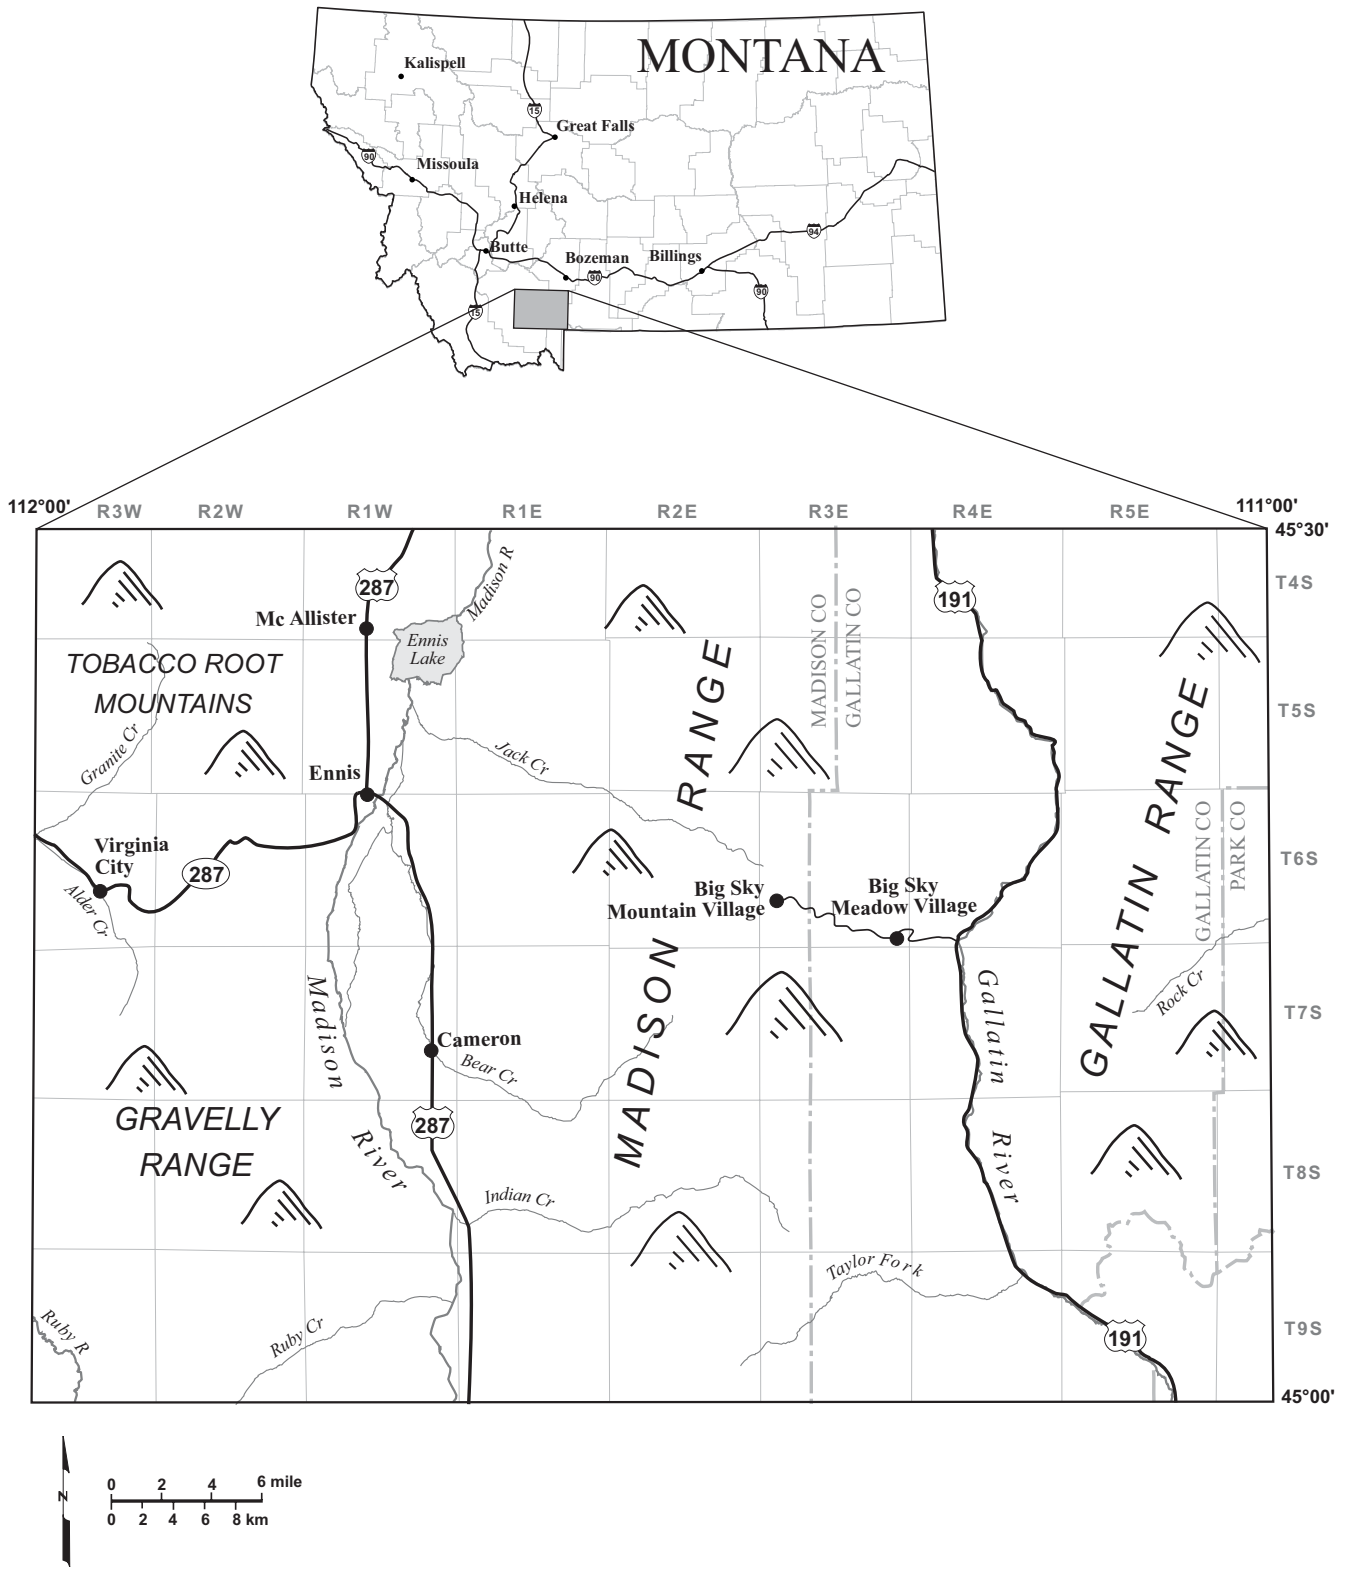 MONTANA
Kalispell
15
Great Falls
90
Missoula
Helena
94
Butte
Bozeman
Billings
90
90
15
112°00'
R3W
R2W
R1W
R1E
R2E
R3E
R4E
R5E
111°00'
45°30'
T4S
287
Madison R
191
Mc Allister
Ennis
Lake
MADISON CO
GALLATIN CO
TOBACCO ROOT
MOUNTAINS
T5S
Granite Cr
Jack Cr
Ennis
MADISON RANGE
GALLATIN RANGE
GALLATIN CO
PARK CO
Virginia
City
287
T6S
Alder Cr
Big Sky
Mountain Village
Big Sky
Meadow Village
Madison River
Gallatin River
Rock Cr
T7S
Cameron
Bear Cr
GRAVELLY
RANGE
287
T8S
Indian Cr
Taylor Fork
Ruby R
Ruby Cr
191
T9S
45°00'
N
0 2 4 6 mile
0 2 4 6 8 km